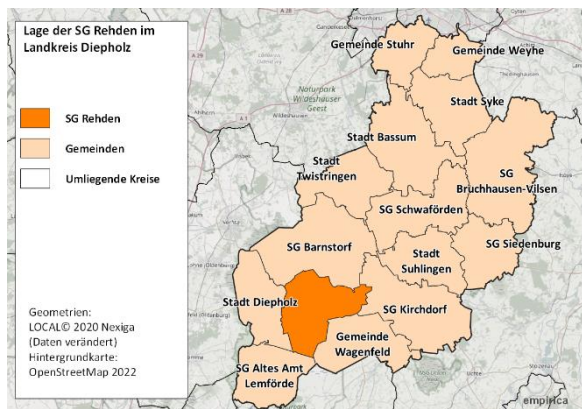 Lage der SG Rehden im
Landkreis Diepholz
SG Rehden
Gemeinden
Umliegende Kreise
Geometrien:
LOCAL© 2020 Nexiga
(Daten verändert)
Hintergrundkarte:
OpenStreetMap 2022
Gemeinde Stuhr
Gemeinde Weyhe
Naturpark
Wildeshauser
Geest
Stadt Syke
Stadt Bassum
Stadt
Twistringen
SG
Bruchhausen-Vilsen
SG Schwaförden
SG Barnstorf
SG Siedenburg
Stadt
Suhlingen
Stadt Diepholz
SG Kirchdorf
Gemeinde
Wagenfeld
SG Altes Amt
Lemförde
empirica